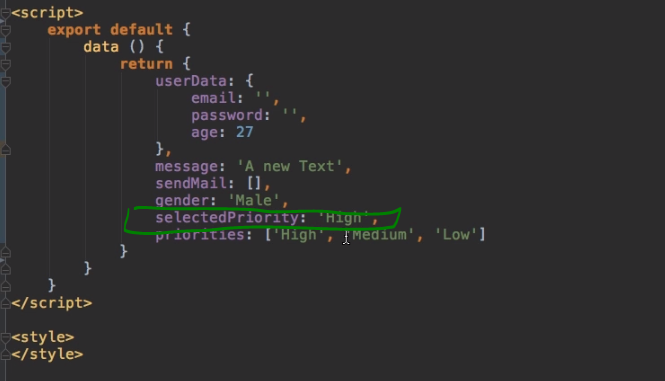 <script>
export default {
data () {
return {
userData: {
email: '',
password: '',
age: 27
},
message: 'A new Text',
sendMail: [],
gender: 'Male',
selectedPriority: 'High',
priorities: ['High', 'Medium', 'Low']
}
}
}
</script>
<style>
</style>